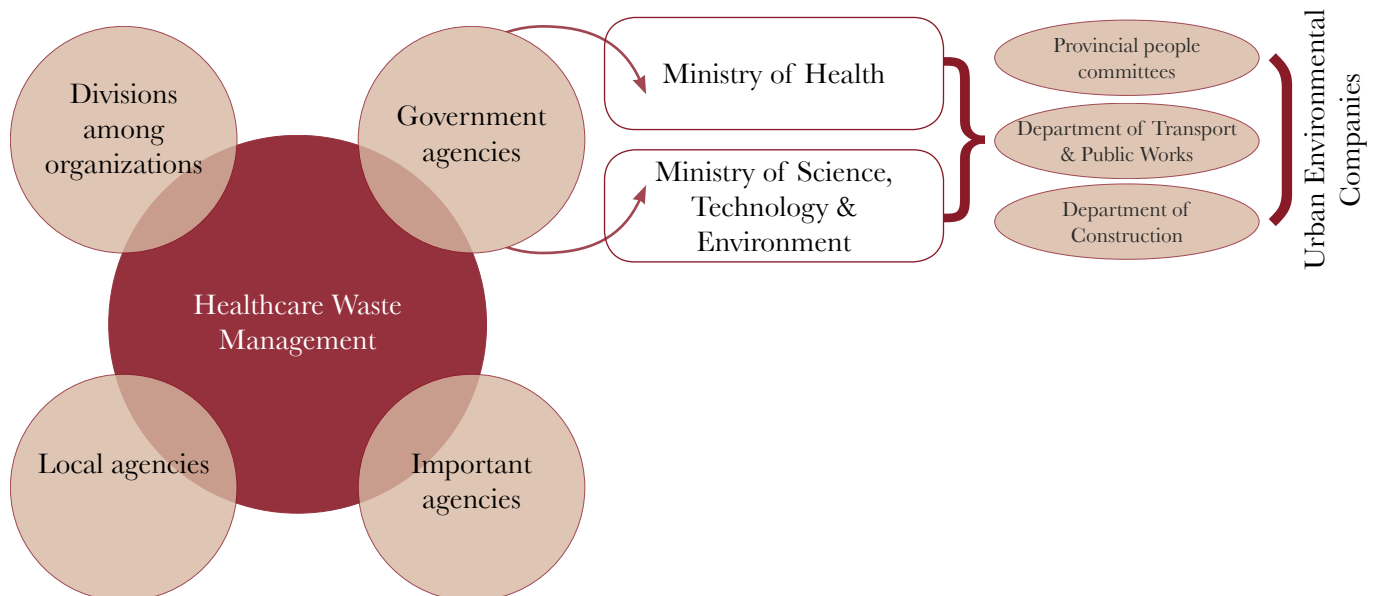 Divisions
among
organizations
Government
agencies
Healthcare Waste
Management
Local agencies
Important
agencies
Ministry of Health
Ministry of Science,
Technology &
Environment
Provincial people
committees
Department of Transport
& Public Works
Department of
Construction
Urban Environmental
Companies